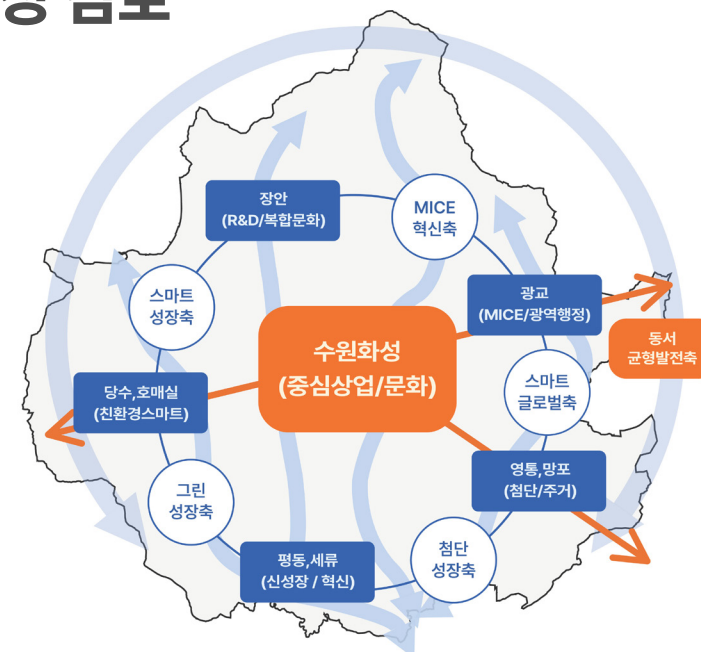 장안
(R&D/복합문화)
MICE
혁신축
스마트
성장축
광교
(MICE/광역행정)
수원화성
(중심상업/문화)
동서
균형발전축
당수,호매실
(친환경스마트)
스마트
글로벌축
그린
성장축
영통,망포
(첨단/주거)
평동,세류
(신성장 / 혁신)
첨단
성장축